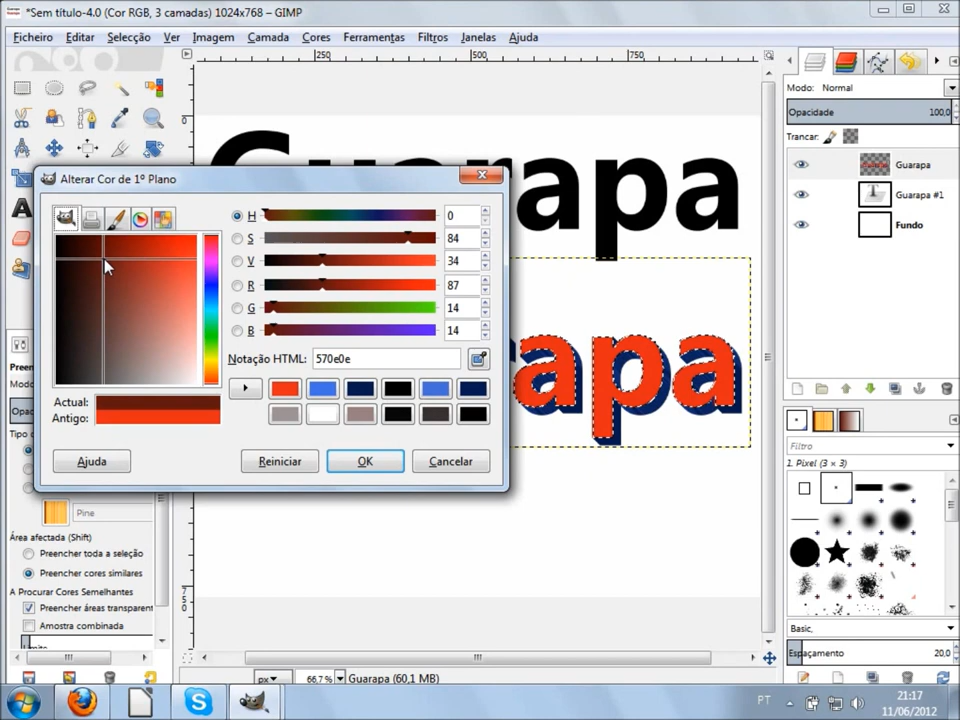 *Sem título-4.0 (Cor RGB, 3 camadas) 1024x768 – GIMP
Ficheiro Editar Selecção Ver Imagem Camada Cores Ferramentas Filtros Janelas Ajuda
250 500 750
Modo: Normal
Opacidade 100,0
Trancar:
Guarapa
Guarapa #1
Fundo
Guarapa
arapa
Alterar Cor de 1º Plano
H 0
S 84
V 34
R 87
G 14
B 14
Notação HTML: 570e0e
Actual:
Antigo:
Ajuda Reiniciar OK Cancelar
Pine
Área afectada (Shift)
Preencher toda a seleção
Preencher cores similares
A Procurar Cores Semelhantes
Preencher áreas transparent
Amostra combinada
Filtro
1. Pixel (3 × 3)
Basic,
Espaçamento 20,0
px 66,7 % Guarapa (60,1 MB)
PT 21:17
11/06/2012